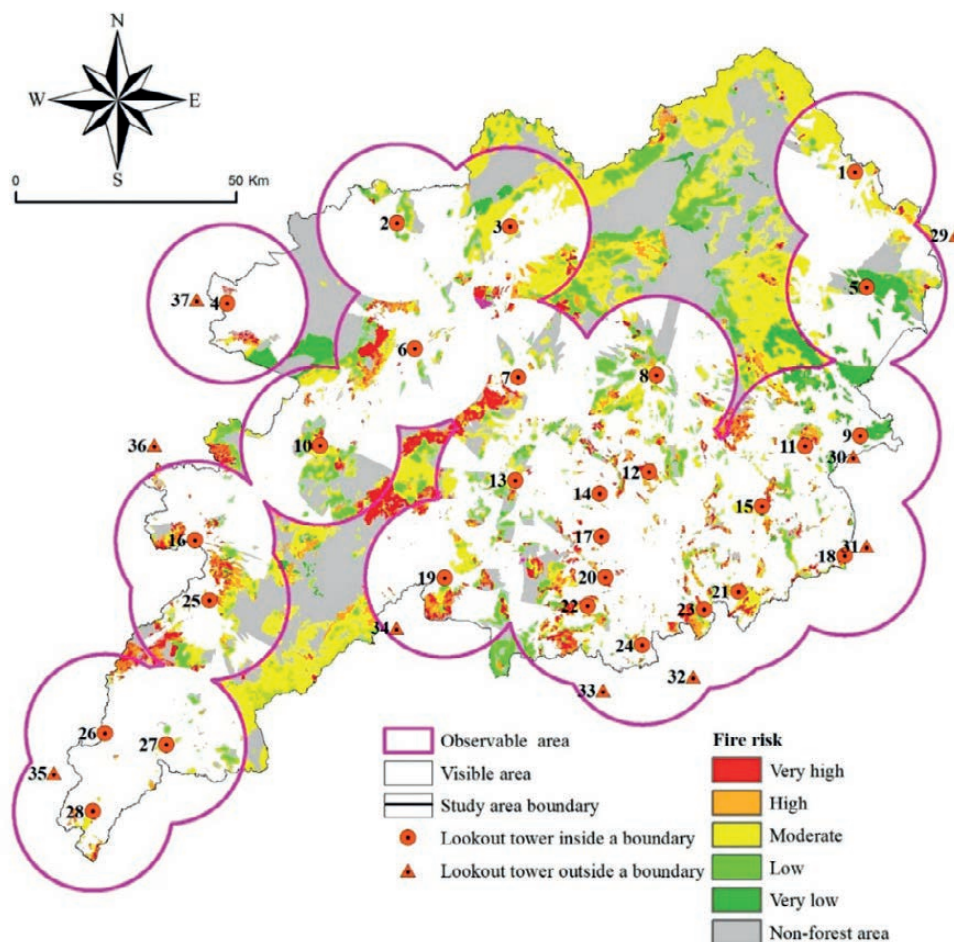 N
W E
S
0 50 Km
1
2
3
29
5
37
4
6
7
8
36
10
11
9
30
12
13
14
15
16
17
31
18
19
20
25
22
21
23
34
24
32
33
26
27
35
28
Observable area
Visible area
Study area boundary
Lookout tower inside a boundary
Lookout tower outside a boundary
Fire risk
Very high
High
Moderate
Low
Very low
Non-forest area